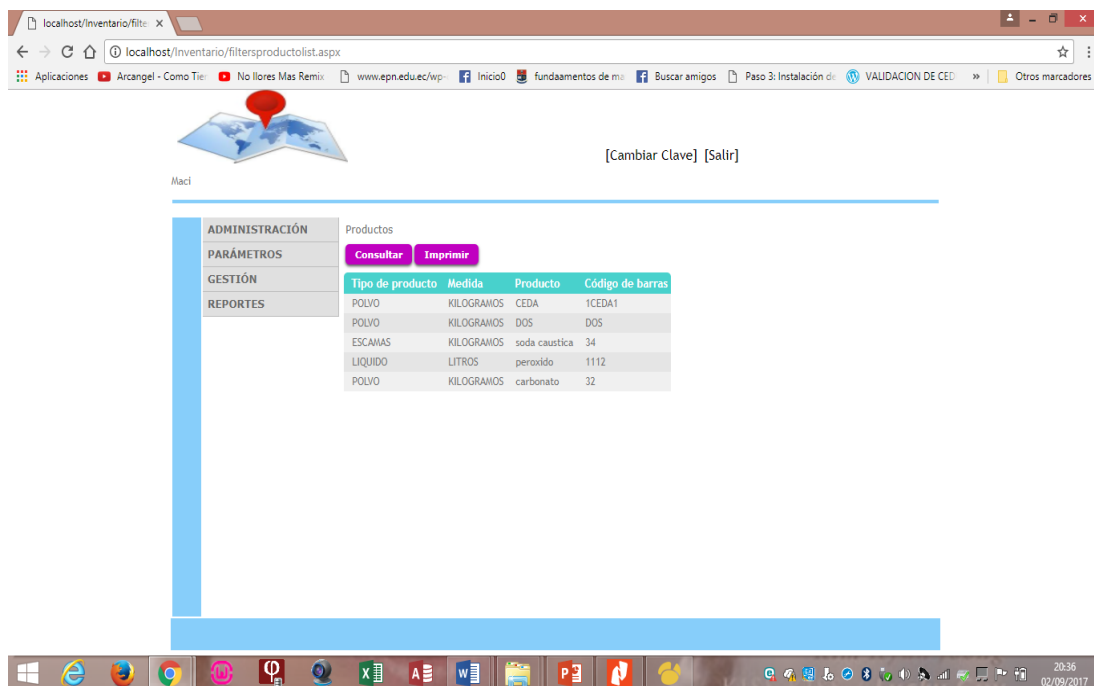 localhost/Inventario/filte
localhost/Inventario/filtersproductolist.aspx
Aplicaciones Arcangel - Como Tie No llores Mas Remix www.epn.edu.ec/wp- Inicio0 fundaamentos de ma Buscar amigos Paso 3: Instalación de VALIDACION DE CED » Otros marcadores
[Cambiar Clave] [Salir]
Maci
ADMINISTRACIÓN
PARÁMETROS
GESTIÓN
REPORTES
Productos
Consultar Imprimir
Tipo de producto Medida Producto Código de barras
POLVO KILOGRAMOS CEDA 1CEDA1
POLVO KILOGRAMOS DOS DOS
ESCAMAS KILOGRAMOS soda caustica 34
LIQUIDO LITROS peroxido 1112
POLVO KILOGRAMOS carbonato 32
20:36
02/09/2017